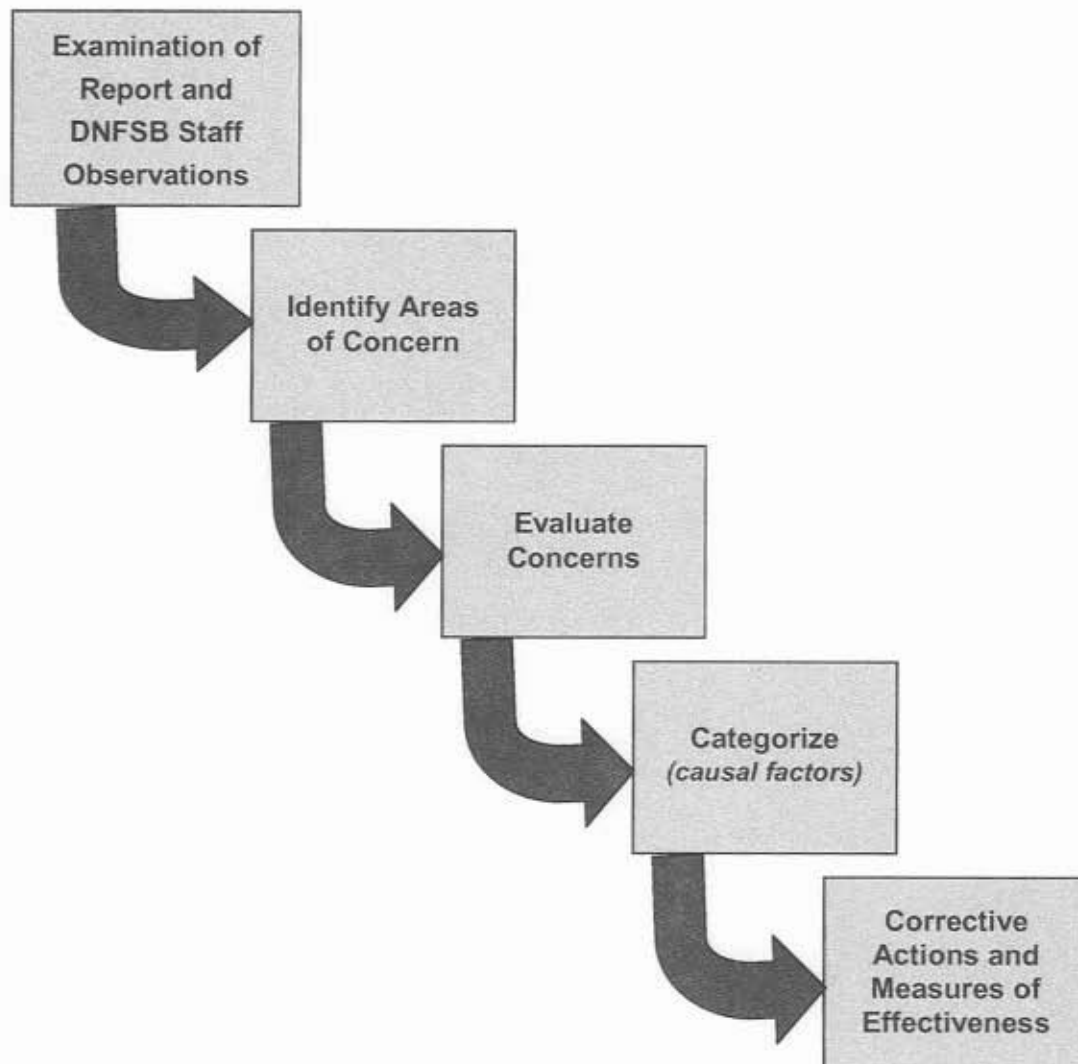 Examination of
Report and
DNFSB Staff
Observations
Identify Areas
of Concern
Evaluate
Concerns
Categorize
(causal factors)
Corrective
Actions and
Measures of
Effectiveness